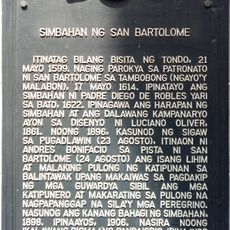 SIMBAHAN NG SAN BARTOLOME
ITINATAG BILANG BISITA NG TONDO, 21
MAYO 1599. NAGING PAROKYA SA PATRONATO
NI SAN BARTOLOME SA TAMBOBONG (NGAYO'Y
MALABON), 17 MAYO 1614. IPINATAYO ANG
SIMBAHAN NI PADRE DIEGO DE ROBLES YARI
SA BATO, 1622. IPINAGAWA ANG HARAPAN NG
SIMBAHAN AT ANG DALAWANG KAMPANARYO
AYON SA DISENYO NI LUCIANO OLIVER,
1861. NOONG 1896, KASUNOD NG SIGAW
SA PUGADLAWIN (23 AGOSTO), ITINAON NI
ANDRES BONIFACIO SA PISTA NI SAN
BARTOLOME (24 AGOSTO) ANG ISANG LIHIM
AT MALAKING PULONG NG KATIPUNAN SA
BALINTAWAK UPANG MAKAIWAS SA PAGDAKIP
NG MGA GUWARDYA SIBIL ANG MGA
KATIPUNERO AT MAKARATING SA PULONG NA
NAGPAPANGGAP NA SILA'Y MGA PEREGRINO.
NASUNOG ANG KANANG BAHAGI NG SIMBAHAN,
1898. IPINAAYOS, 1906. NASIRA NOONG